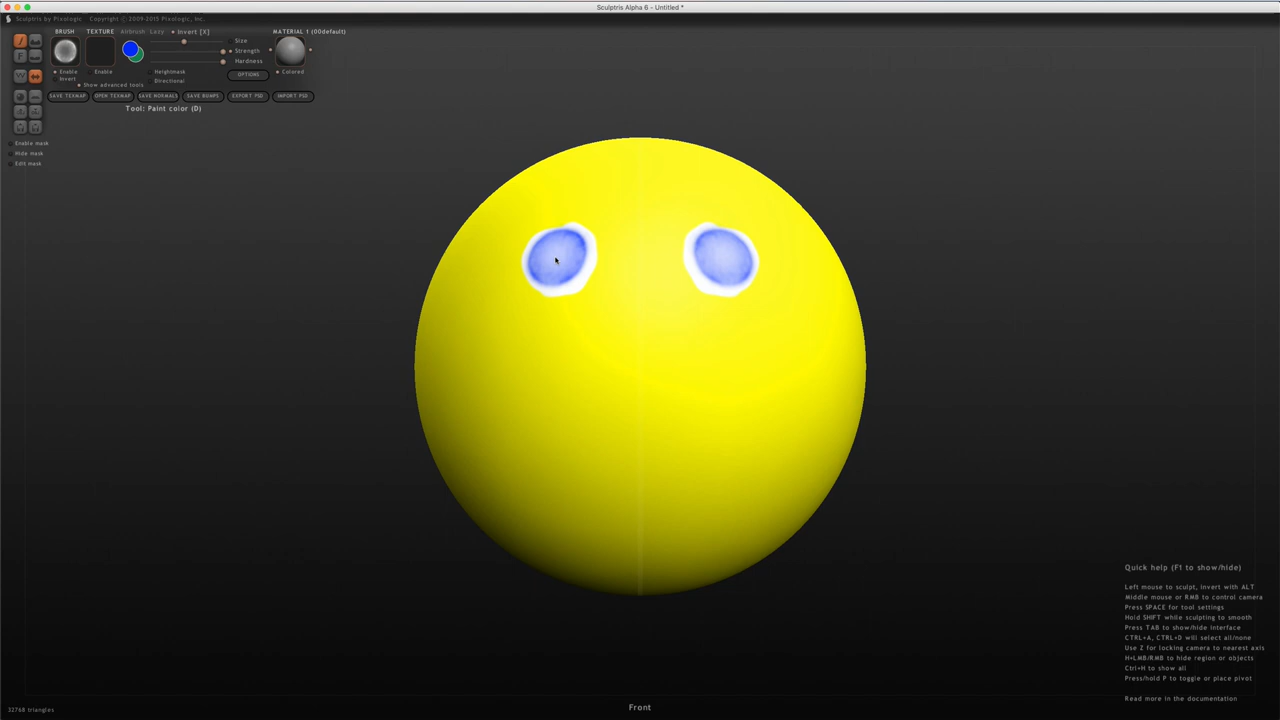 Sculptris Alpha 6 - Untitled *
Sculptris by Pixologic Copyright © 2009-2015 Pixologic, Inc.
BRUSH TEXTURE Airbrush Lazy Invert [X] MATERIAL 1 (00default)
Size
Strength
Hardness
Enable Enable Heightmask Colored
Invert Directional OPTIONS
Show advanced tools
SAVE TEXMAP OPEN TEXMAP SAVE NORMALS SAVE BUMPS EXPORT PSD IMPORT PSD
Tool: Paint color (D)
Enable mask
Hide mask
Edit mask
Quick help (F1 to show/hide)
Left mouse to sculpt, invert with ALT
Middle mouse or RMB to control camera
Press SPACE for tool settings
Hold SHIFT while sculpting to smooth
Press TAB to show/hide interface
CTRL+A, CTRL+D will select all/none
Use Z for locking camera to nearest axis
H+LMB/RMB to hide region or objects
Ctrl+H to show all
Press/hold P to toggle or place pivot
Read more in the documentation
Front
32768 triangles